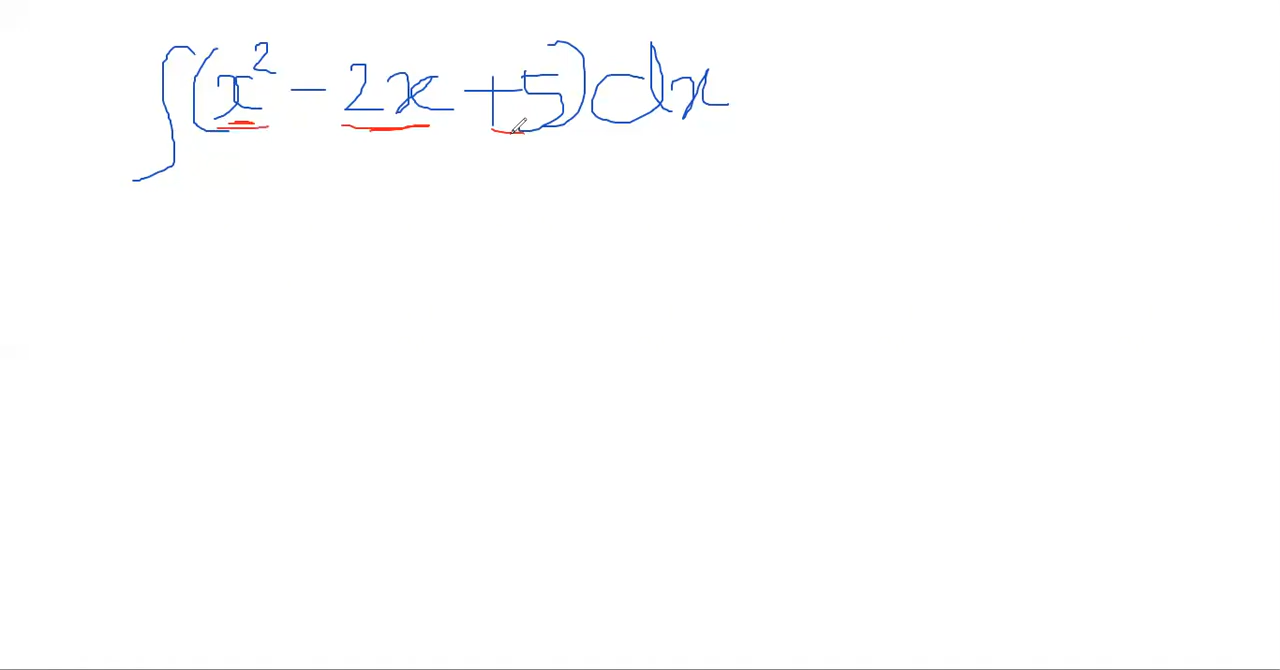 ∫(x² - 2x + 5)dx